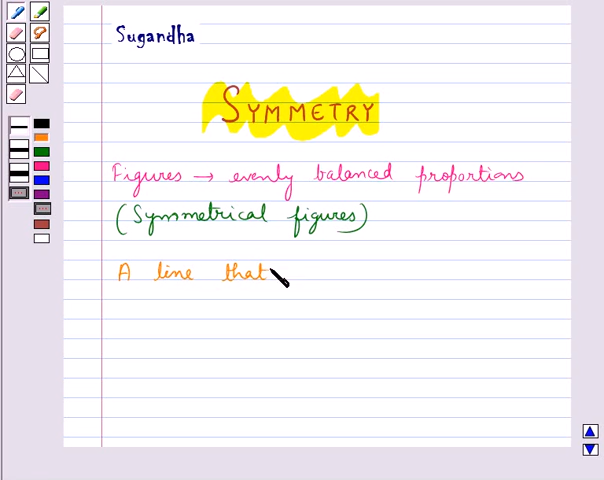 Sugandha
SYMMETRY
Figures → evenly balanced proportions
(Symmetrical figures)
A line that